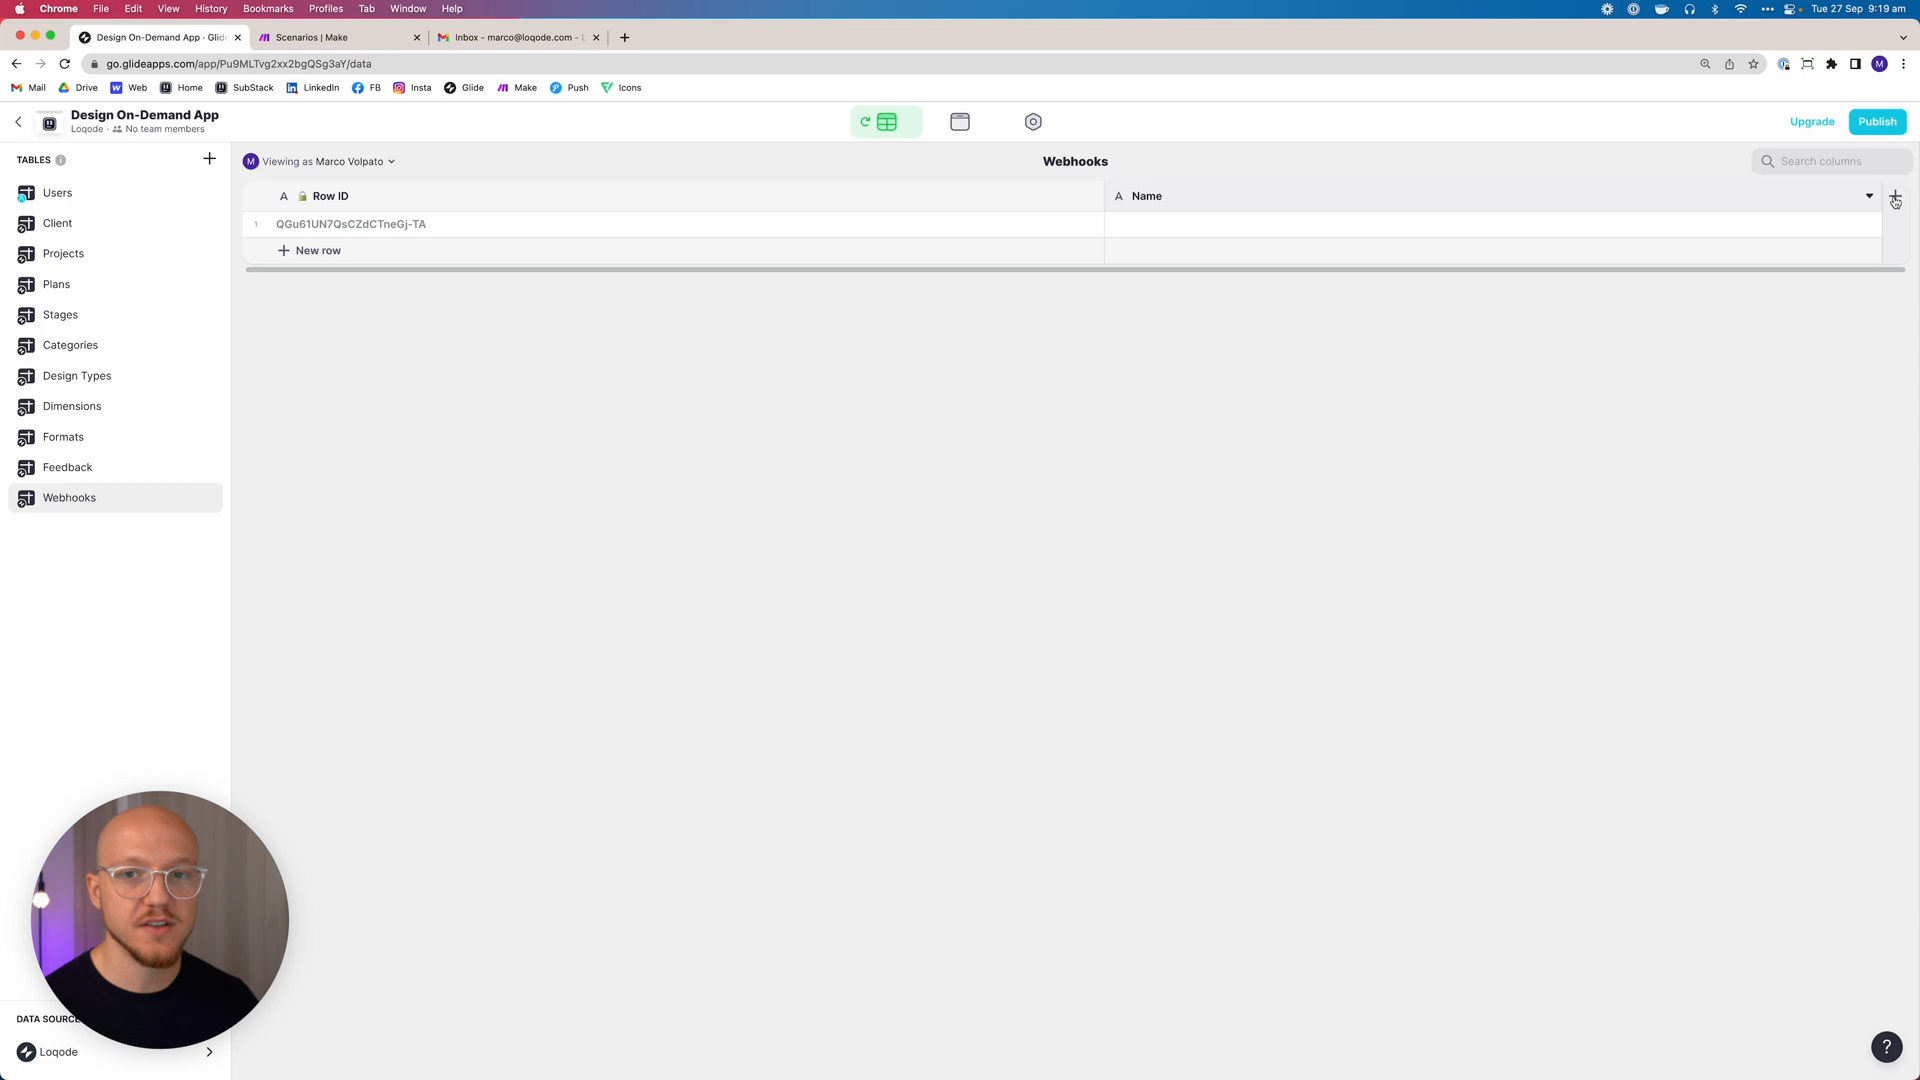 Chrome File Edit View History Bookmarks Profiles Tab Window Help
Tue 27 Sep 9:19 am
Design On-Demand App · Glide
Scenarios | Make
Inbox - marco@loqode.com - L
go.glideapps.com/app/Pu9MLTvg2xx2bgQSg3aY/data
M
Mail Drive Web Home SubStack LinkedIn FB Insta Glide Make Push Icons
Design On-Demand App
Loqode · No team members
Upgrade
Publish
TABLES
M Viewing as Marco Volpato
Webhooks
Search columns
A Row ID
A Name
1 QGu61UN7QsCZdCTneGj-TA
New row
Users
Client
Projects
Plans
Stages
Categories
Design Types
Dimensions
Formats
Feedback
Webhooks
DATA SOURCE
Loqode
?